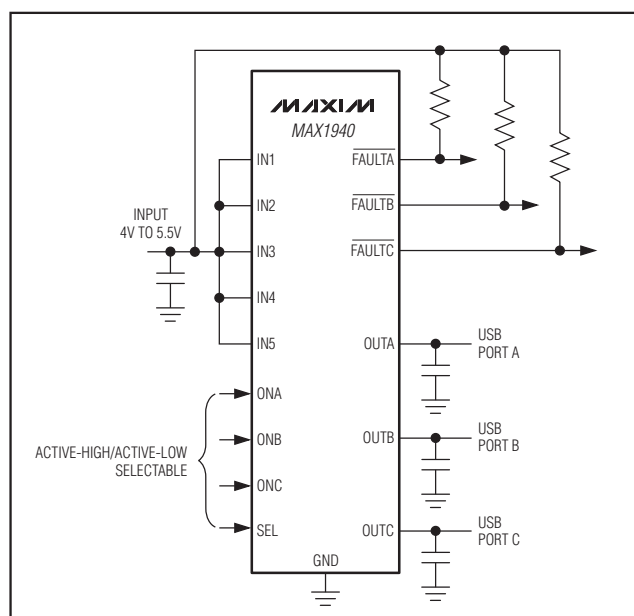 MAXIM
MAX1940
IN1
IN2
IN3
IN4
IN5
ONA
ONB
ONC
SEL
GND
FAULTA
FAULTB
FAULTC
OUTA
OUTB
OUTC
INPUT
4V TO 5.5V
ACTIVE-HIGH/ACTIVE-LOW
SELECTABLE
USB
PORT A
USB
PORT B
USB
PORT C